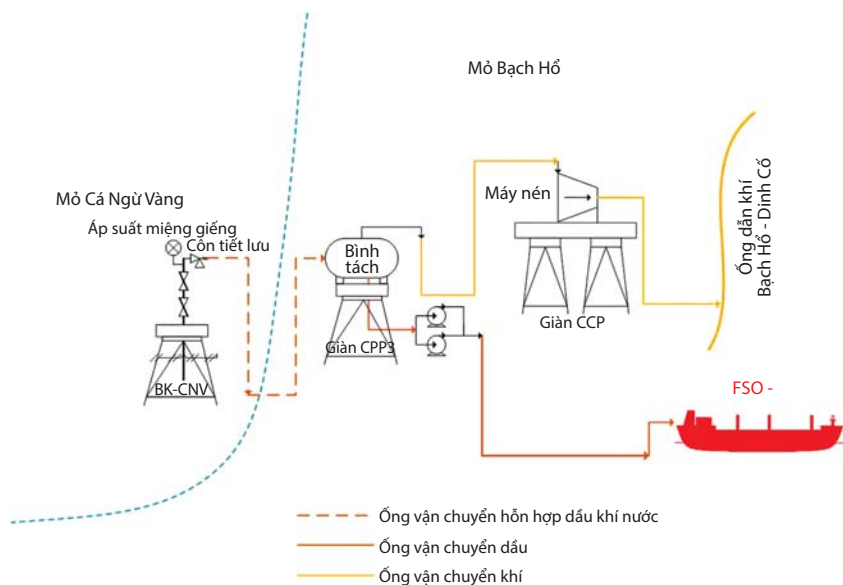 Mỏ Bạch Hổ
Mỏ Cá Ngừ Vàng
Áp suất miệng giếng
Côn tiết lưu
Bình
tách
Máy nén
Ống dẫn khí
Bạch Hổ - Dinh Cố
Giàn CCP
Giàn CPP3
BK-CNV
FSO -
Ống vận chuyển hỗn hợp dầu khí nước
Ống vận chuyển dầu
Ống vận chuyển khí